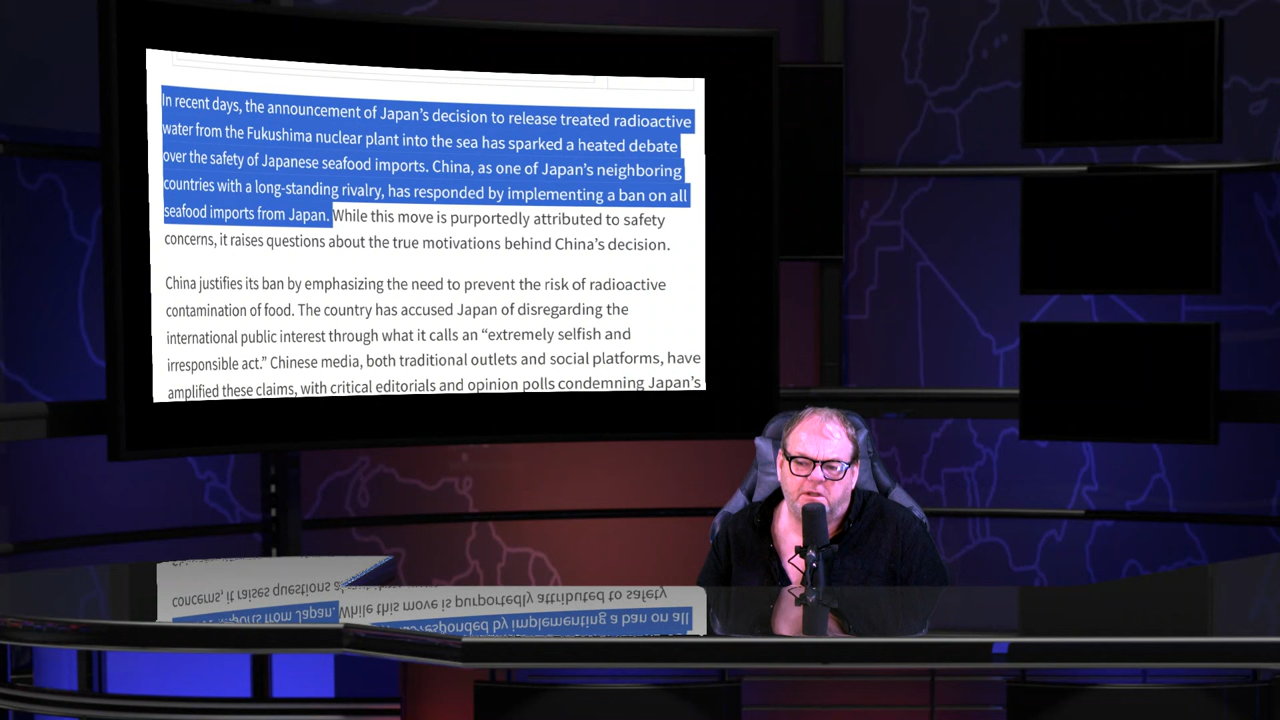 In recent days, the announcement of Japan’s decision to release treated radioactive
water from the Fukushima nuclear plant into the sea has sparked a heated debate
over the safety of Japanese seafood imports. China, as one of Japan’s neighboring
countries with a long-standing rivalry, has responded by implementing a ban on all
seafood imports from Japan. While this move is purportedly attributed to safety
concerns, it raises questions about the true motivations behind China’s decision.
China justifies its ban by emphasizing the need to prevent the risk of radioactive
contamination of food. The country has accused Japan of disregarding the
international public interest through what it calls an “extremely selfish and
irresponsible act.” Chinese media, both traditional outlets and social platforms, have
amplified these claims, with critical editorials and opinion polls condemning Japan’s